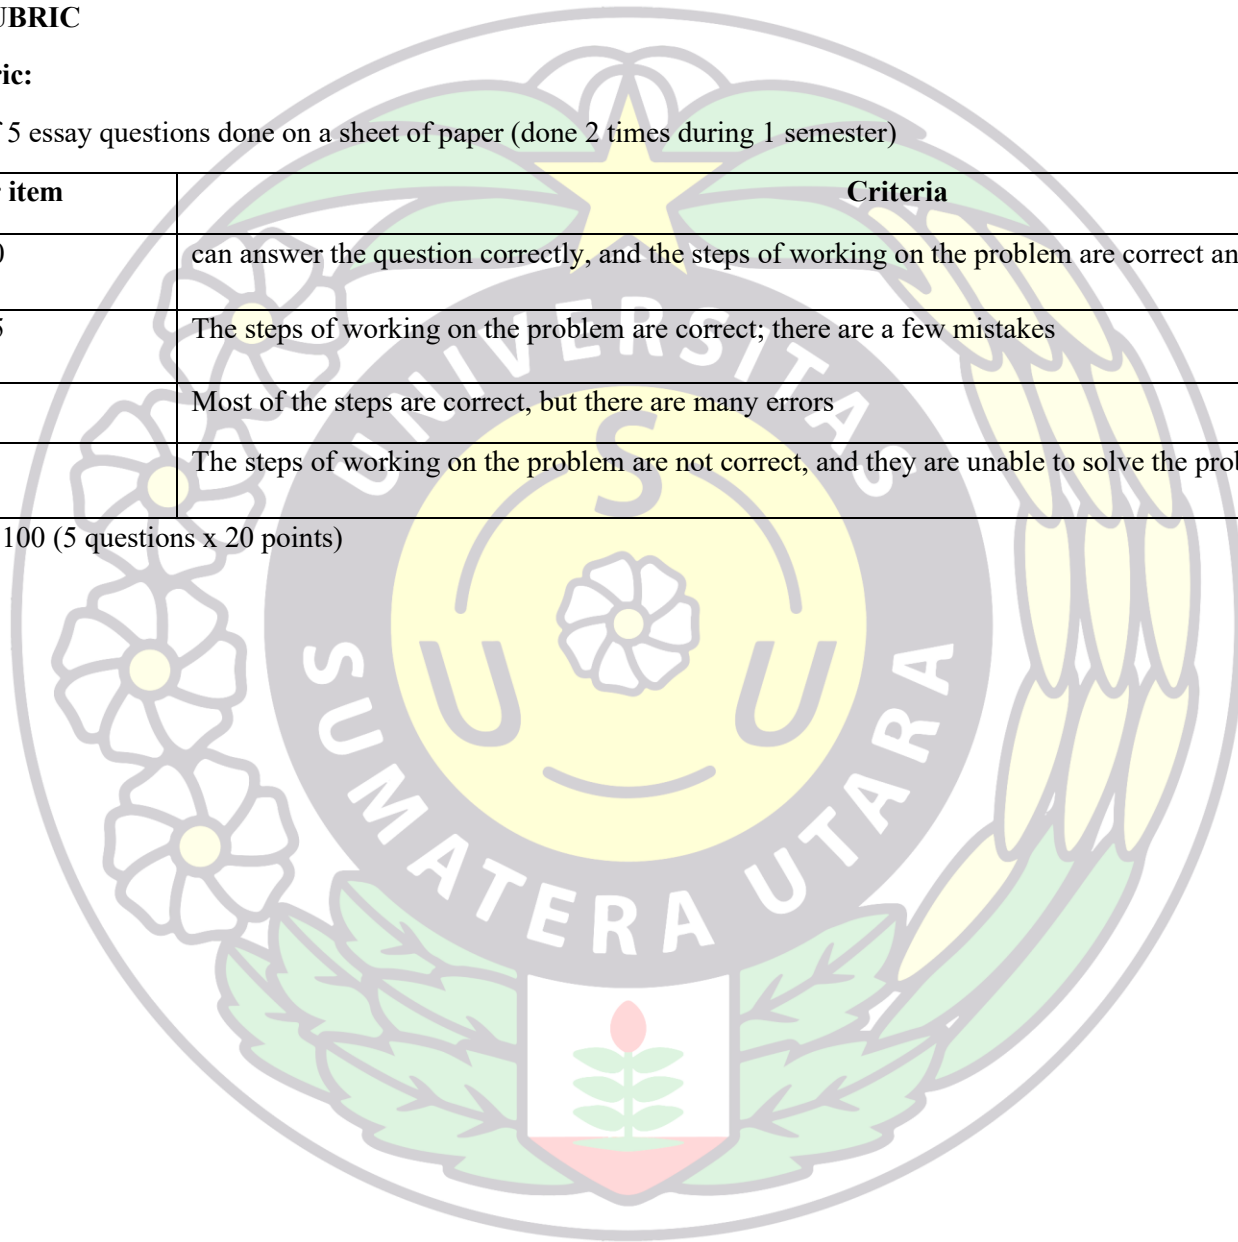 UBRIC
ric:
5 essay questions done on a sheet of paper (done 2 times during 1 semester)
item
Criteria
0
can answer the question correctly, and the steps of working on the problem are correct an
5
The steps of working on the problem are correct; there are a few mistakes
Most of the steps are correct, but there are many errors
The steps of working on the problem are not correct, and they are unable to solve the prob
100 (5 questions x 20 points)
UNIVERSITAS
SUMATERA UTARA
S
U U